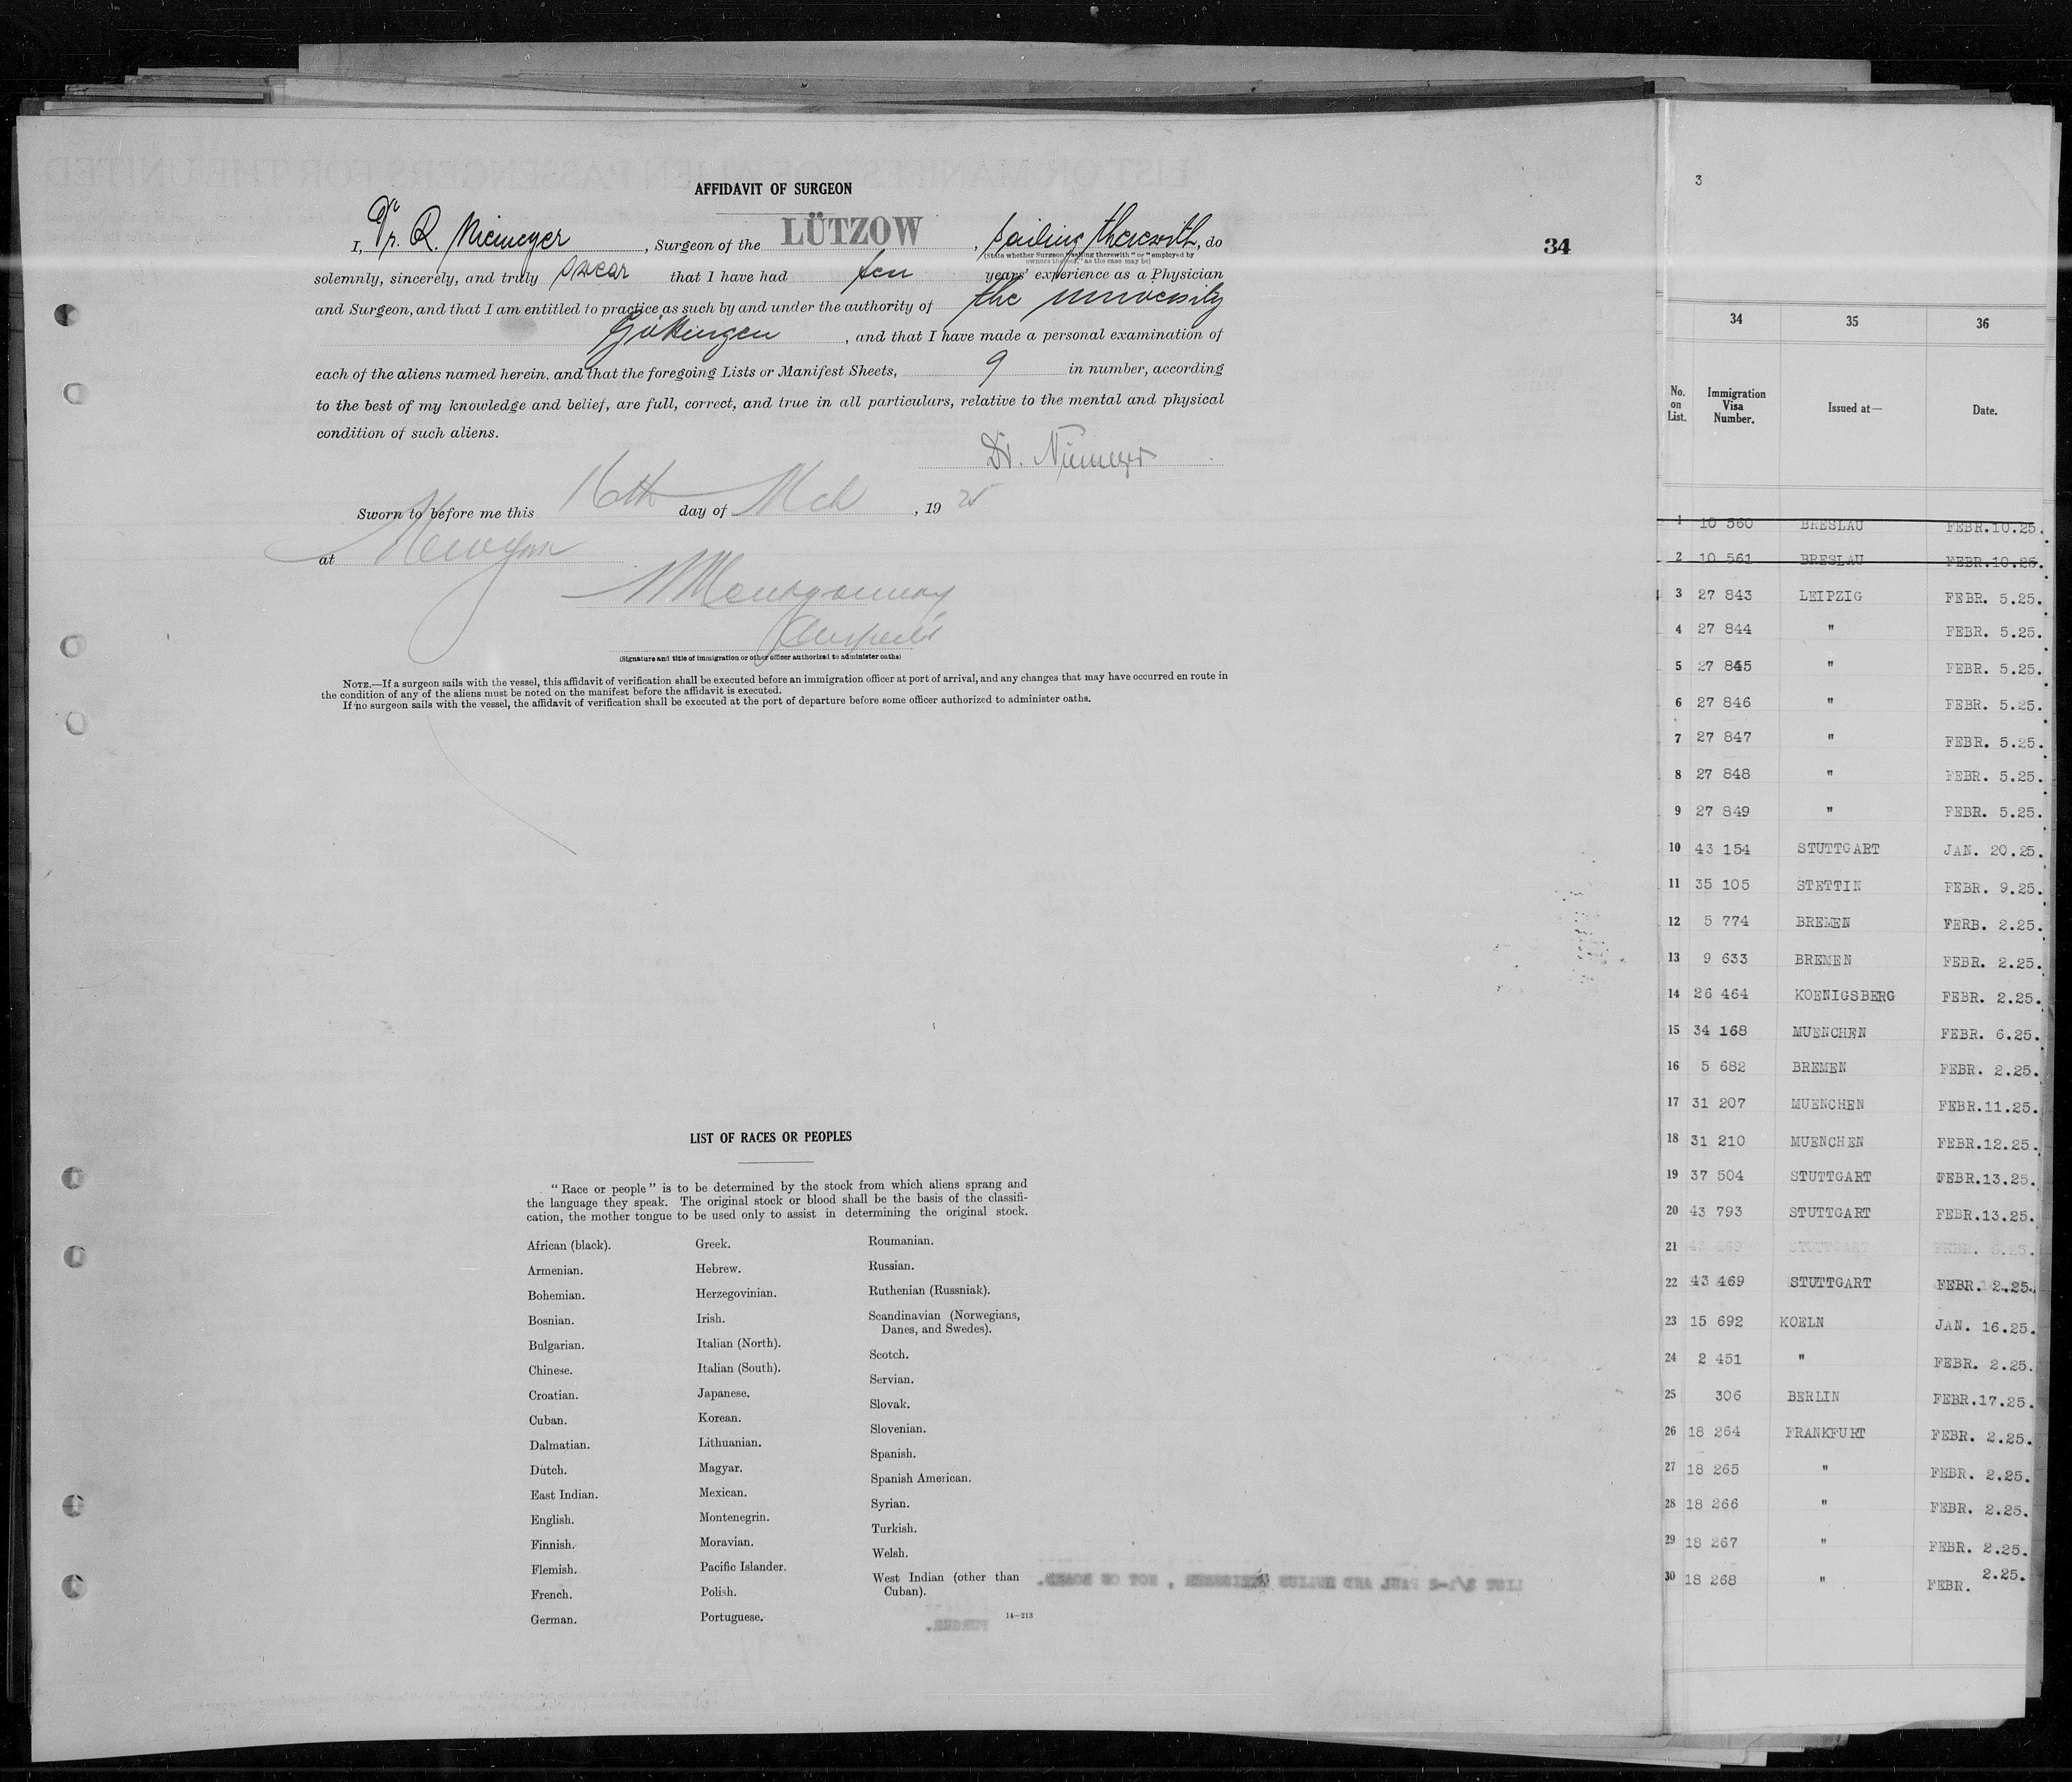 AFFIDAVIT OF SURGEON
I, Dr. R. Niemeyer, Surgeon of the LÜTZOW, sailing therewith, do
(State whether Surgeon "sailing therewith" or "employed by
owners thereof," as the case may be)
solemnly, sincerely, and truly swear that I have had ten years' experience as a Physician
and Surgeon, and that I am entitled to practice as such by and under the authority of the university
Göttingen, and that I have made a personal examination of
each of the aliens named herein, and that the foregoing Lists or Manifest Sheets, 9 in number, according
to the best of my knowledge and belief, are full, correct, and true in all particulars, relative to the mental and physical
condition of such aliens.
Dr. Niemeyer
Sworn to before me this 16th day of Mch, 1925
at New York
Montgomery
(Signature and title of immigration or other officer authorized to administer oaths)
NOTE.—If a surgeon sails with the vessel, this affidavit of verification shall be executed before an immigration officer at port of arrival, and any changes that may have occurred en route in
the condition of any of the aliens must be noted on the manifest before the affidavit is executed.
If no surgeon sails with the vessel, the affidavit of verification shall be executed at the port of departure before some officer authorized to administer oaths.
34
LIST OF RACES OR PEOPLES
"Race or people" is to be determined by the stock from which aliens sprang and
the language they speak. The original stock or blood shall be the basis of the classifi-
cation, the mother tongue to be used only to assist in determining the original stock.
African (black).
Armenian.
Bohemian.
Bosnian.
Bulgarian.
Chinese.
Croatian.
Cuban.
Dalmatian.
Dutch.
East Indian.
English.
Finnish.
Flemish.
French.
German.
Greek.
Hebrew.
Herzegovinian.
Irish.
Italian (North).
Italian (South).
Japanese.
Korean.
Lithuanian.
Magyar.
Mexican.
Montenegrin.
Moravian.
Pacific Islander.
Polish.
Portuguese.
Roumanian.
Russian.
Ruthenian (Russniak).
Scandinavian (Norwegians,
Danes, and Swedes).
Scotch.
Servian.
Slovak.
Slovenian.
Spanish.
Spanish American.
Syrian.
Turkish.
Welsh.
West Indian (other than
Cuban).
14—213
3
34 35 36
No. on List. Immigration Visa Number. Issued at— Date.
1 10 560 BRESLAU FEBR.10.25.
2 10 561 BRESLAU FEBR.10.25.
3 27 843 LEIPZIG FEBR. 5.25.
4 27 844 " FEBR. 5.25.
5 27 845 " FEBR. 5.25.
6 27 846 " FEBR. 5.25.
7 27 847 " FEBR. 5.25.
8 27 848 " FEBR. 5.25.
9 27 849 " FEBR. 5.25.
10 43 154 STUTTGART JAN. 20.25.
11 35 105 STETTIN FEBR. 9.25.
12 5 774 BREMEN FERB. 2.25.
13 9 633 BREMEN FEBR. 2.25.
14 26 464 KOENIGSBERG FEBR. 2.25.
15 34 168 MUENCHEN FEBR. 6.25.
16 5 682 BREMEN FEBR. 2.25.
17 31 207 MUENCHEN FEBR.11.25.
18 31 210 MUENCHEN FEBR.12.25.
19 37 504 STUTTGART FEBR.13.25.
20 43 793 STUTTGART FEBR.13.25.
21 STUTTGART
22 43 469 STUTTGART FEBR. 2.25.
23 15 692 KOELN JAN. 16.25.
24 2 451 " FEBR. 2.25.
25 306 BERLIN FEBR.17.25.
26 18 264 FRANKFURT FEBR. 2.25.
27 18 265 " FEBR. 2.25.
28 18 266 " FEBR. 2.25.
29 18 267 " FEBR. 2.25.
30 18 268 " FEBR. 2.25.